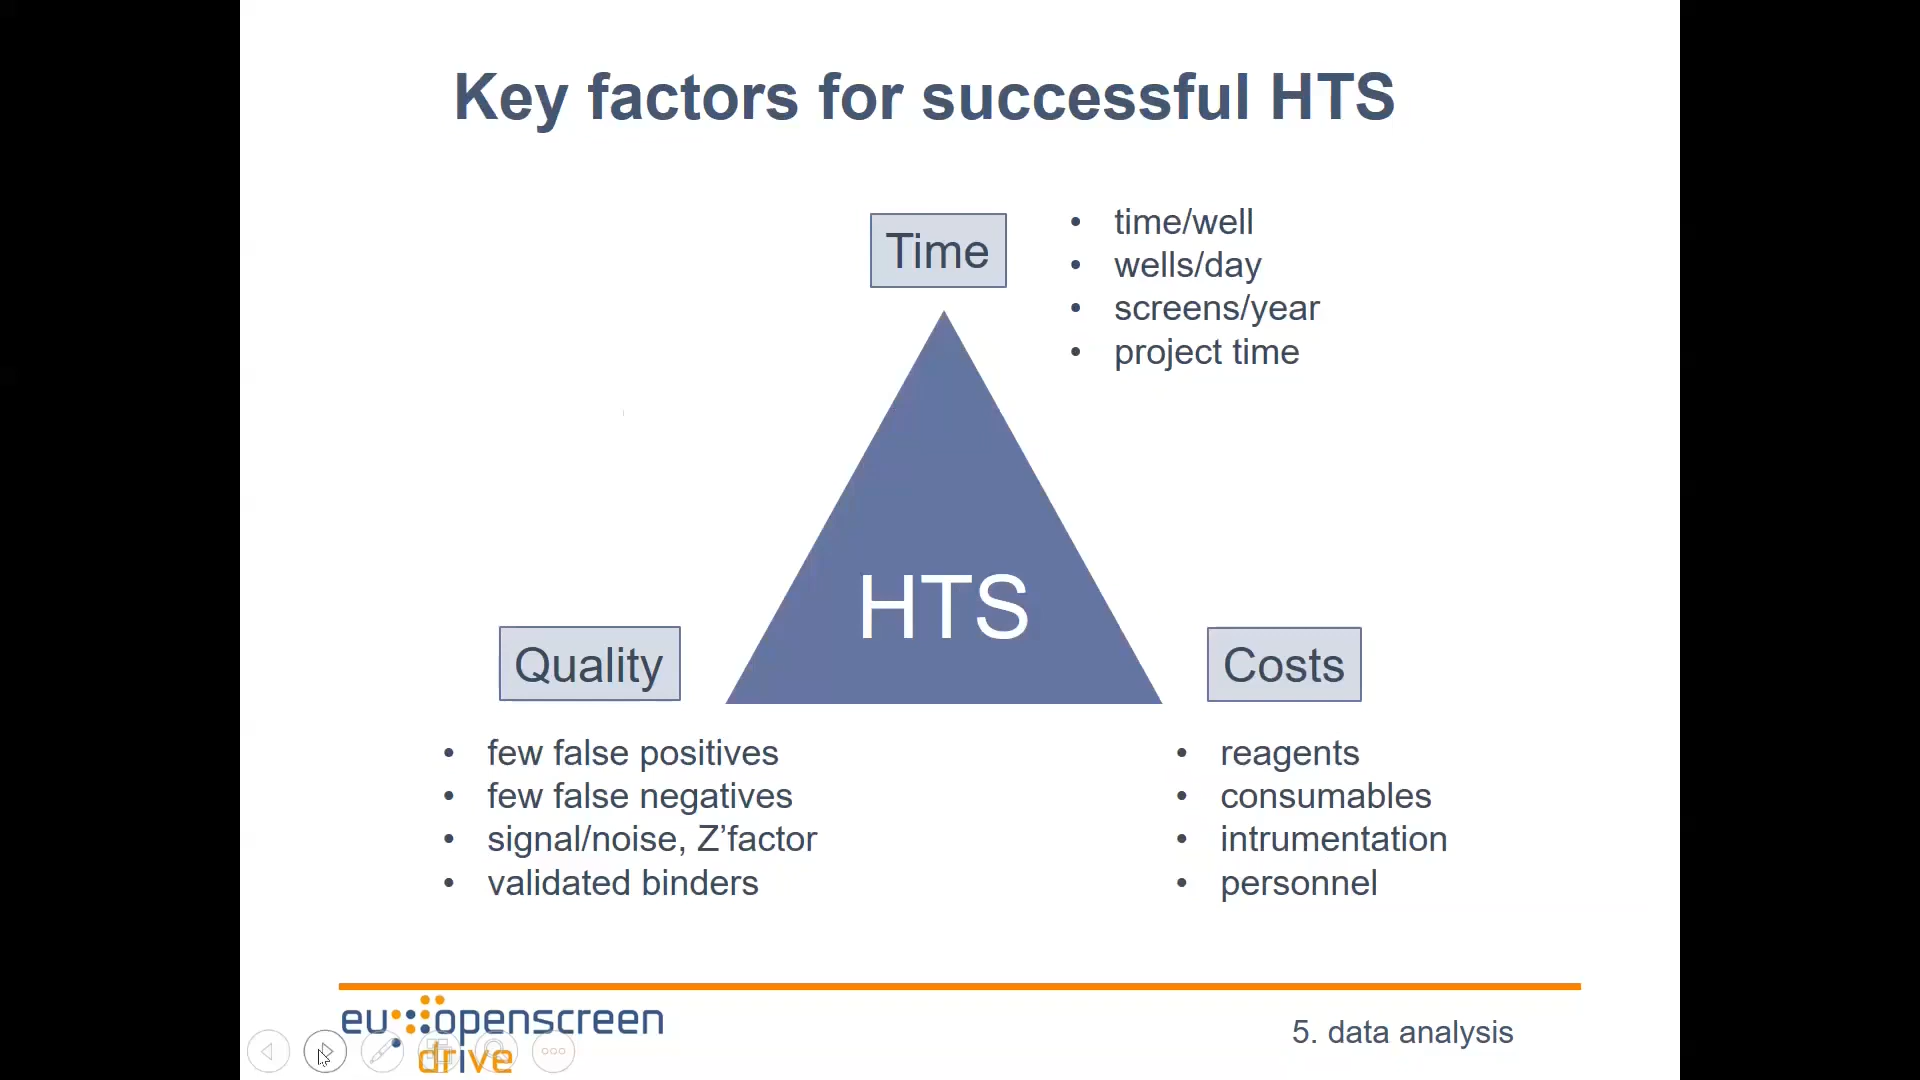 Key factors for successful HTS
Time
• time/well
• wells/day
• screens/year
• project time
HTS
Quality
• few false positives
• few false negatives
• signal/noise, Z’factor
• validated binders
Costs
• reagents
• consumables
• intrumentation
• personnel
eu openscreen
drive
5. data analysis